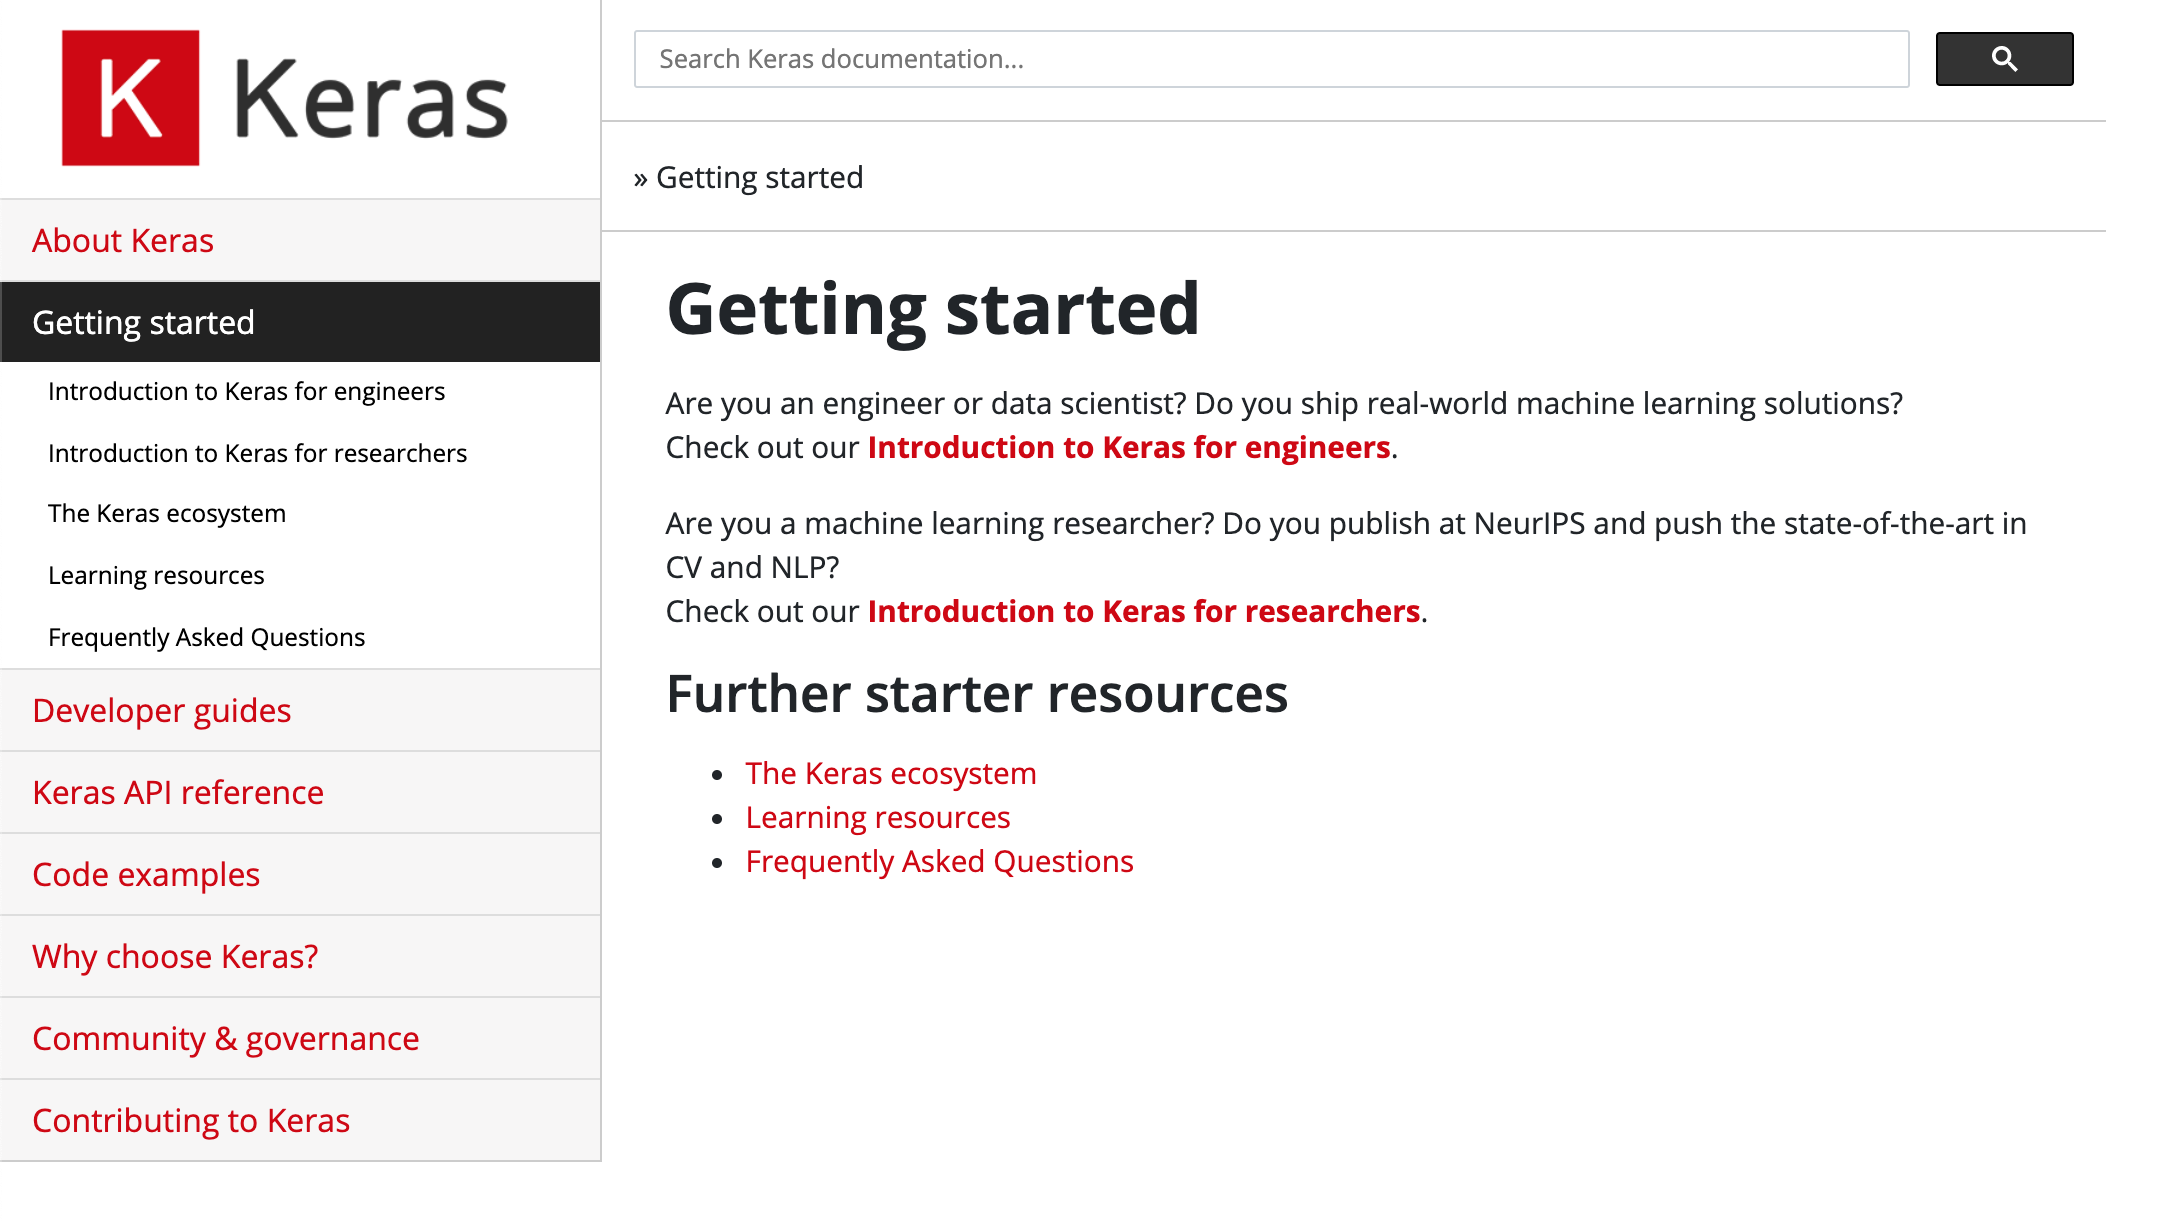 K Keras
About Keras
Getting started
Introduction to Keras for engineers
Introduction to Keras for researchers
The Keras ecosystem
Learning resources
Frequently Asked Questions
Developer guides
Keras API reference
Code examples
Why choose Keras?
Community & governance
Contributing to Keras
Search Keras documentation...
» Getting started
Getting started
Are you an engineer or data scientist? Do you ship real-world machine learning solutions?
Check out our Introduction to Keras for engineers.
Are you a machine learning researcher? Do you publish at NeurIPS and push the state-of-the-art in
CV and NLP?
Check out our Introduction to Keras for researchers.
Further starter resources
• The Keras ecosystem
• Learning resources
• Frequently Asked Questions